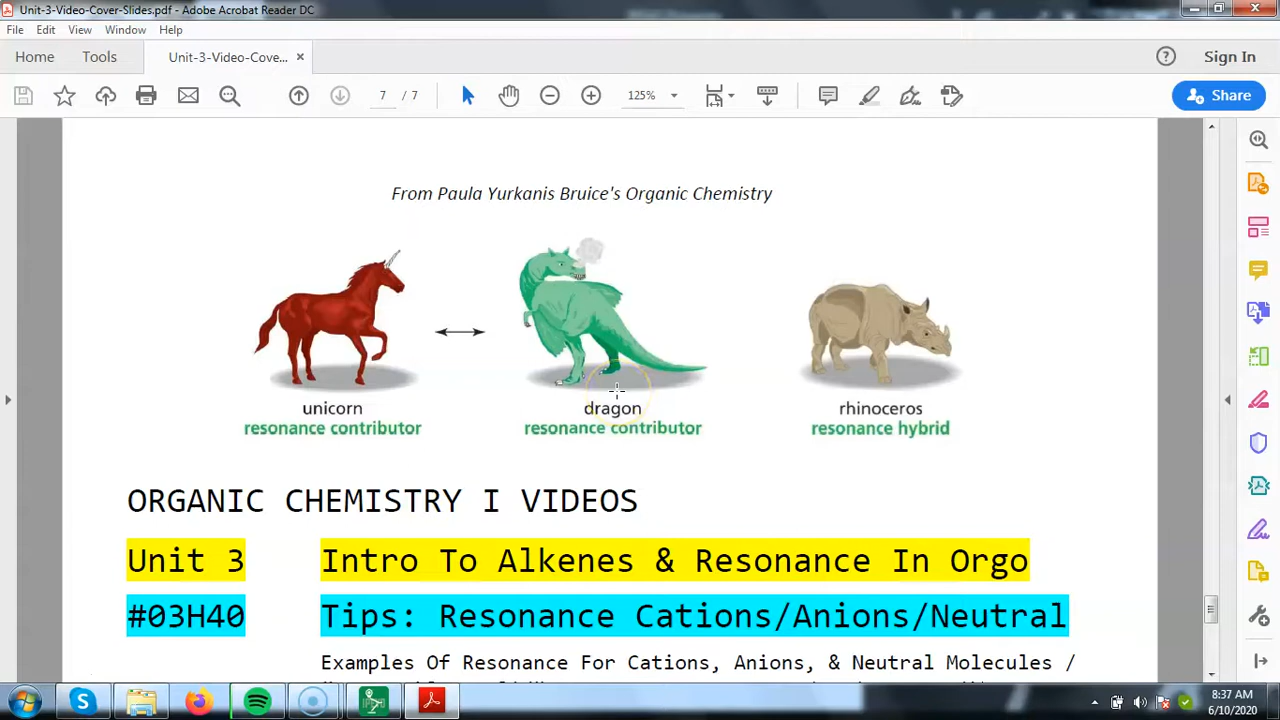 Unit-3-Video-Cover-Slides.pdf - Adobe Acrobat Reader DC
File Edit View Window Help
Home Tools Unit-3-Video-Cove... × Sign In
7 / 7 125% Share
From Paula Yurkanis Bruice's Organic Chemistry
unicorn dragon rhinoceros
resonance contributor resonance contributor resonance hybrid
ORGANIC CHEMISTRY I VIDEOS
Unit 3 Intro To Alkenes & Resonance In Orgo
#03H40 Tips: Resonance Cations/Anions/Neutral
Examples Of Resonance For Cations, Anions, & Neutral Molecules /
8:37 AM
6/10/2020